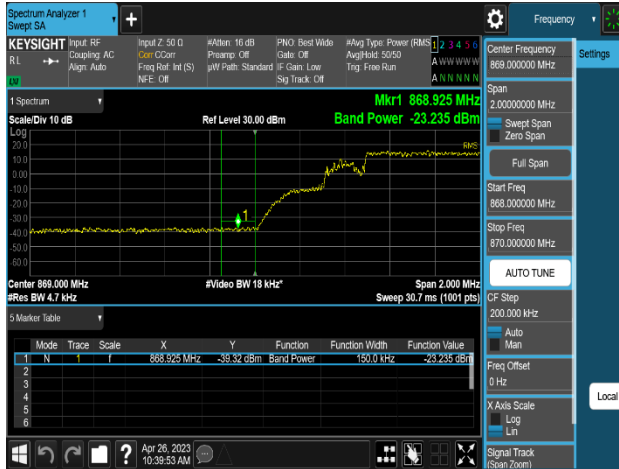 Spectrum Analyzer 1
Swept SA
+
Frequency
KEYSIGHT
RL
Input: RF
Coupling: AC
Align: Auto
Input Z: 50 Ω
Corr CCorr
Freq Ref: Int (S)
NFE: Off
#Atten: 16 dB
Preamp: Off
µW Path: Standard
PNO: Best Wide
Gate: Off
IF Gain: Low
Sig Track: Off
#Avg Type: Power (RMS
Avg|Hold: 50/50
Trig: Free Run
1 2 3 4 5 6
A W W W W W
A N N N N N
1 Spectrum
Scale/Div 10 dB
Ref Level 30.00 dBm
Mkr1 868.925 MHz
Band Power -23.235 dBm
Log
RMS
20.0
10.0
0.00
-10.0
-20.0
-30.0
-40.0
-50.0
-60.0
1
Center 869.000 MHz
#Video BW 18 kHz*
Span 2.000 MHz
#Res BW 4.7 kHz
Sweep 30.7 ms (1001 pts)
5 Marker Table
Mode Trace Scale X Y Function Function Width Function Value
1 N 1 f 868.925 MHz -39.32 dBm Band Power 150.0 kHz -23.235 dBm
2
3
4
5
6
?
Apr 26, 2023
10:39:53 AM
Center Frequency
869.000000 MHz
Settings
Span
2.00000000 MHz
Swept Span
Zero Span
Full Span
Start Freq
868.000000 MHz
Stop Freq
870.000000 MHz
AUTO TUNE
CF Step
200.000 kHz
Auto
Man
Freq Offset
0 Hz
X Axis Scale
Log
Lin
Local
Signal Track
(Span Zoom)